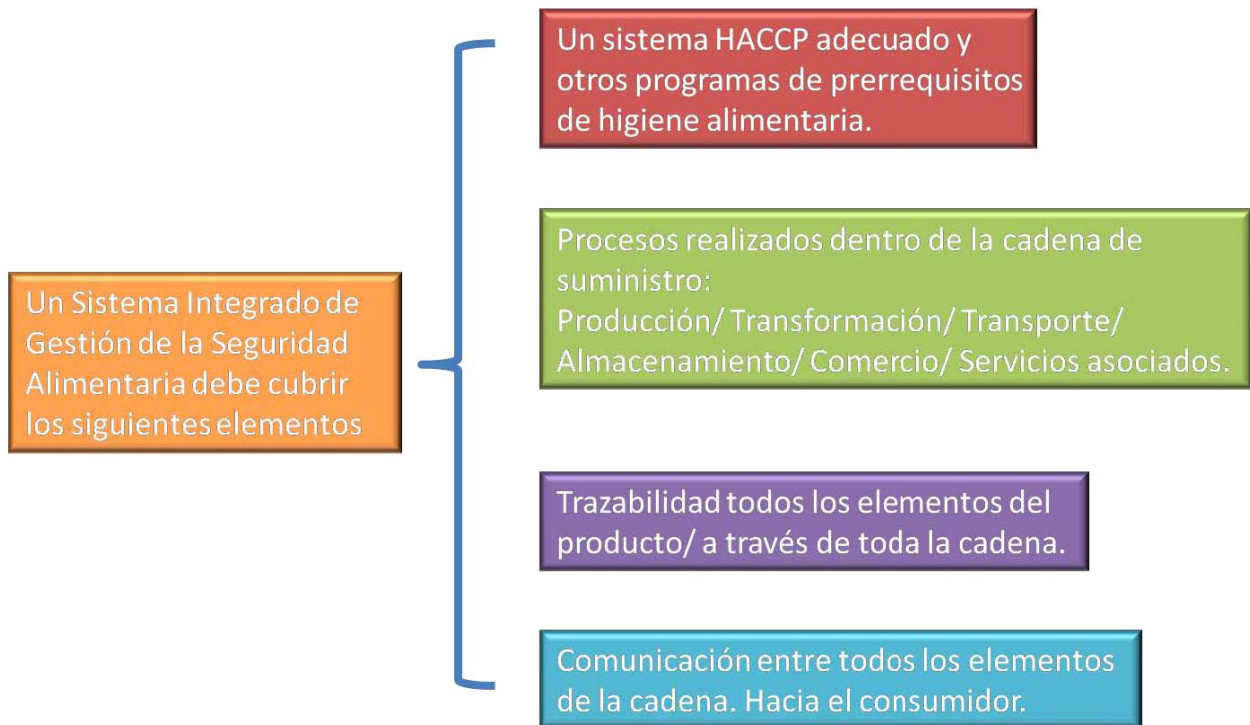 Un Sistema Integrado de
Gestión de la Seguridad
Alimentaria debe cubrir
los siguientes elementos
Un sistema HACCP adecuado y
otros programas de prerrequisitos
de higiene alimentaria.
Procesos realizados dentro de la cadena de
suministro:
Producción/ Transformación/ Transporte/
Almacenamiento/ Comercio/ Servicios asociados.
Trazabilidad todos los elementos del
producto/ a través de toda la cadena.
Comunicación entre todos los elementos
de la cadena. Hacia el consumidor.